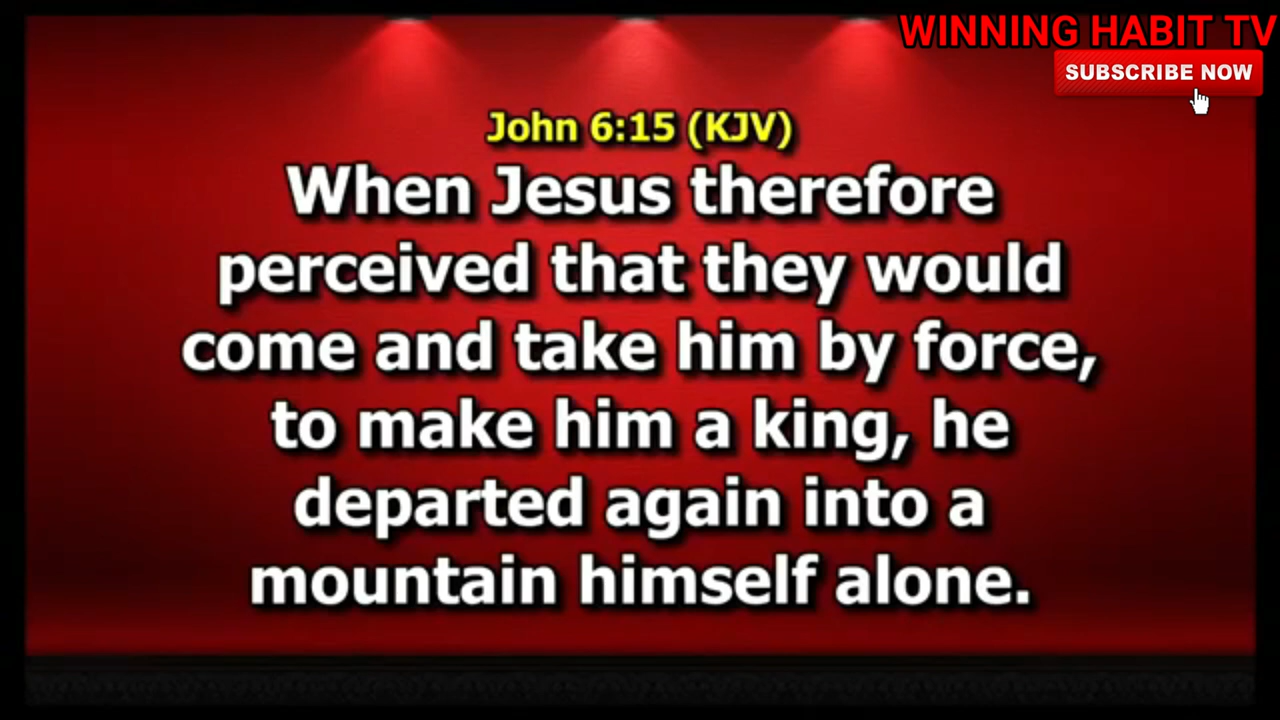 WINNING HABIT TV
SUBSCRIBE NOW
John 6:15 (KJV)
When Jesus therefore
perceived that they would
come and take him by force,
to make him a king, he
departed again into a
mountain himself alone.